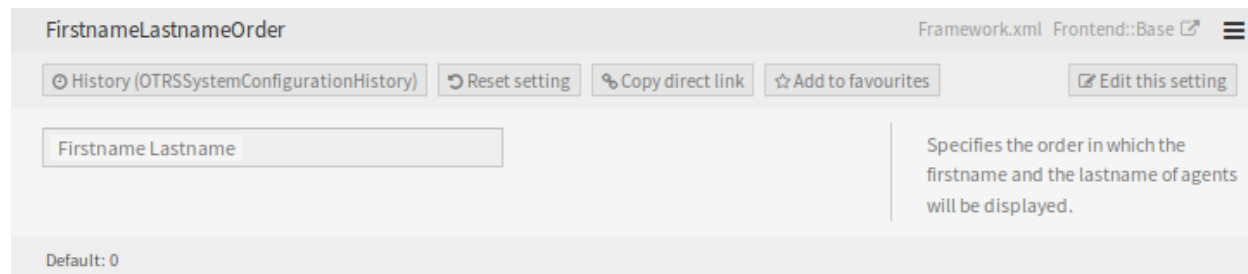 FirstnameLastnameOrder Framework.xml Frontend::Base
History (OTRSSystemConfigurationHistory) Reset setting Copy direct link Add to favourites Edit this setting
Firstname Lastname
Specifies the order in which the
firstname and the lastname of agents
will be displayed.
Default: 0